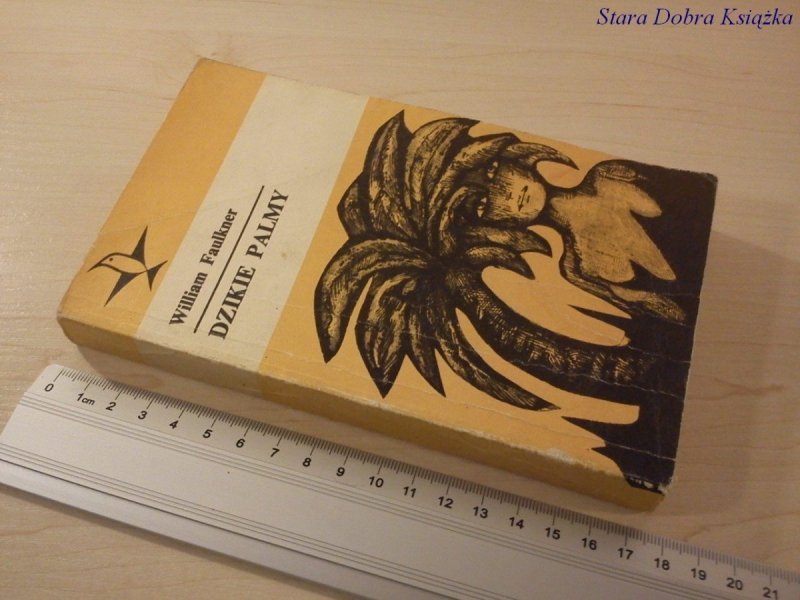 Stara Dobra Książka
William Faulkner
DZIKIE PALMY
0 1cm 2 3 4 5 6 7 8 9 10 11 12 13 14 15 16 17 18 19 20 21